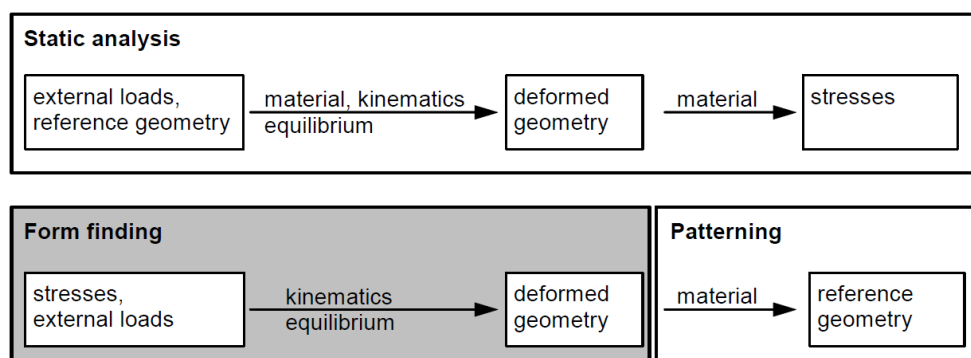 Static analysis
external loads,
reference geometry
material, kinematics
equilibrium
deformed
geometry
material
stresses
Form finding
stresses,
external loads
kinematics
equilibrium
deformed
geometry
Patterning
material
reference
geometry